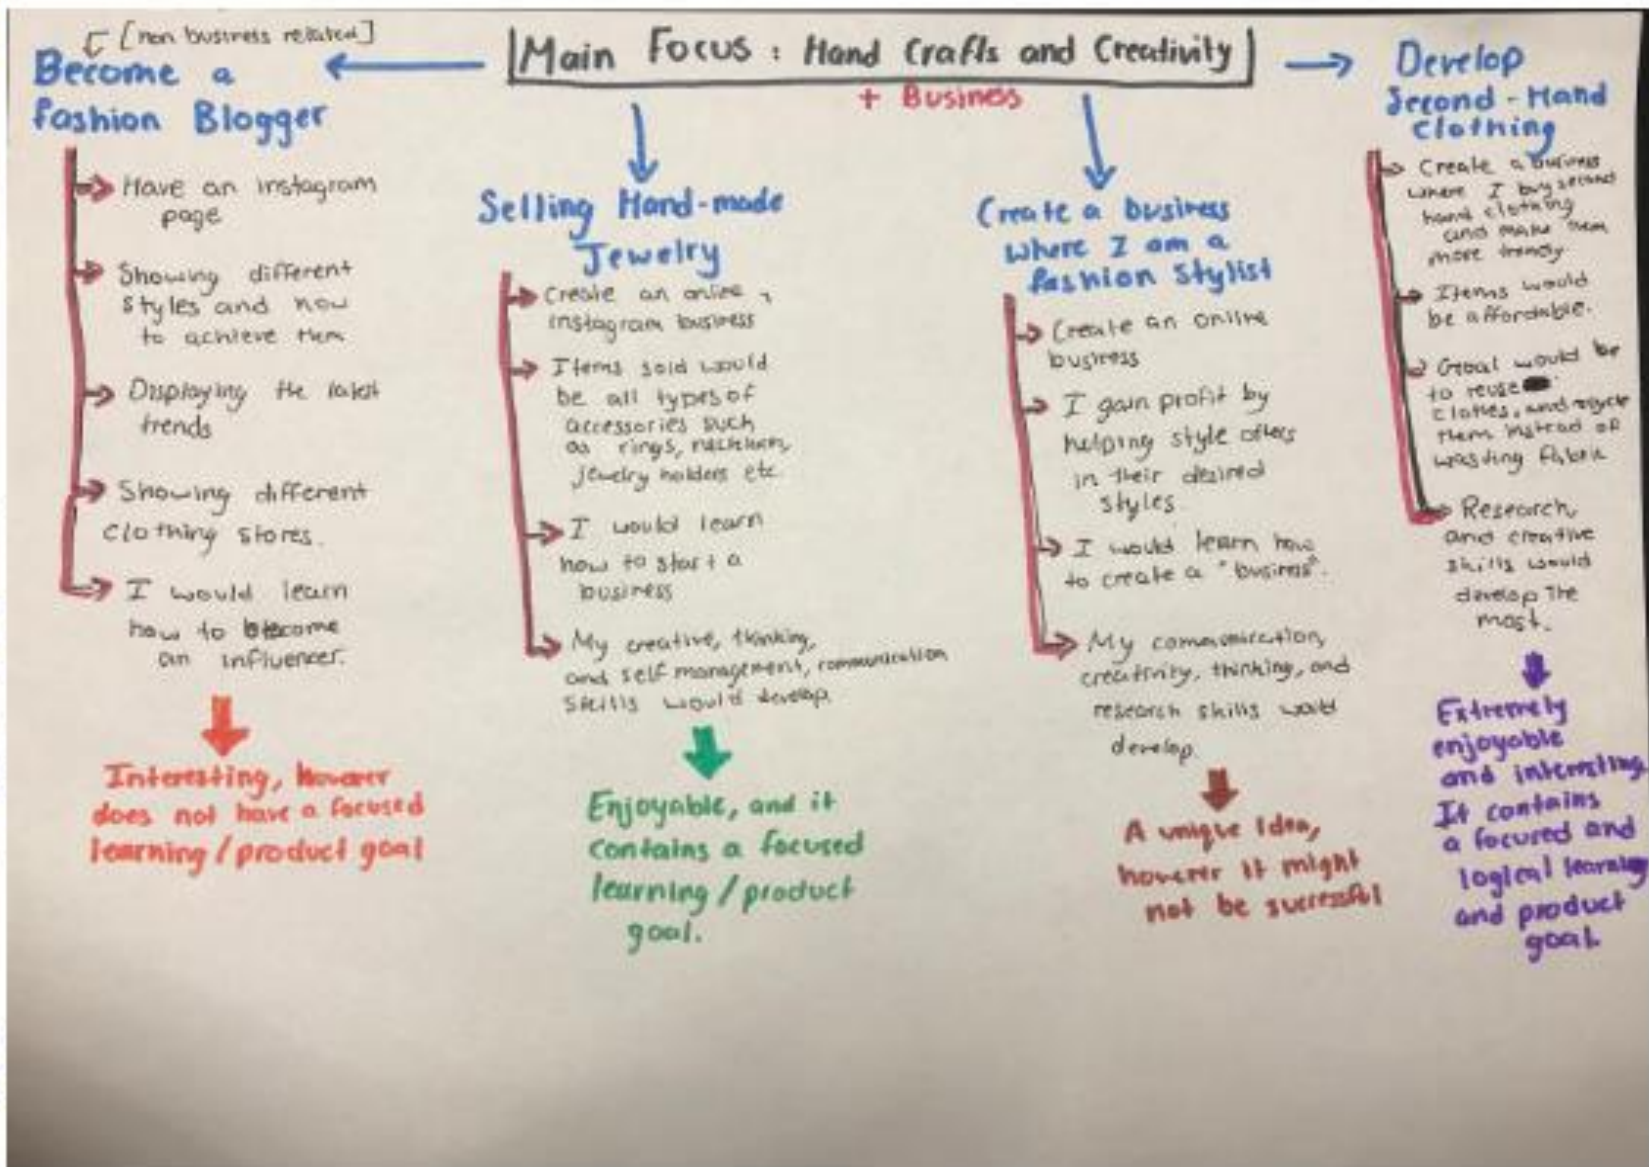 Main Focus : Hand Crafts and Creativity
+ Business
[non business related]
Become a
fashion Blogger
Have an instagram
page
Showing different
styles and how
to achieve them
Displaying the latest
trends
Showing different
clothing stores.
I would learn
how to become
an influencer.
Interesting, however
does not have a focused
learning / product goal
Selling Hand-made
Jewelry
Create an online,
instagram business
Items sold would
be all types of
accessories such
as rings,
jewelry holders etc
I would learn
how to start a
business
My creative, thinking,
and self management, communication
skills would develop.
Enjoyable, and it
contains a focused
learning / product
goal.
Create a business
where I am a
fashion stylist
Create an online
business
I gain profit by
helping style others
in their desired
styles.
I would learn how
to create a "business".
My communication,
creativity, thinking, and
research skills would
develop.
A unique idea,
however it might
not be successful
Develop
Second-Hand
Clothing
Create a business
where I buy second
hand clothing
and make them
more trendy.
Items would
be affordable.
Goal would be
to reuse
clothes, and recycle
them instead of
wasting fabric
Research,
and creative
skills would
develop the
most.
Extremely
enjoyable
and interesting.
It contains
a focused and
logical learning
and product
goal.